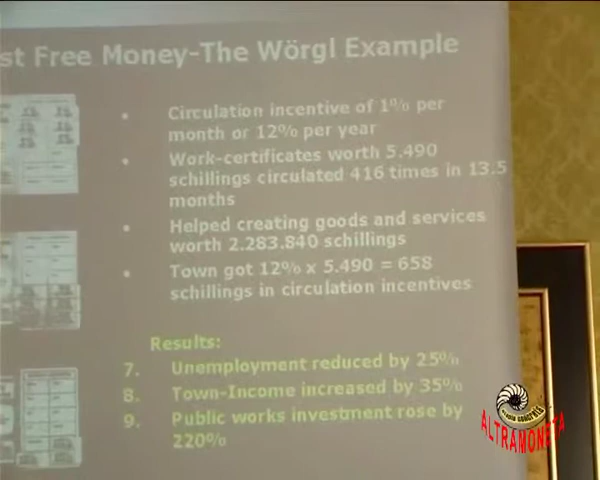 st Free Money-The Wörgl Example
• Circulation incentive of 1% per
month or 12% per year
• Work-certificates worth 5.490
schillings circulated 416 times in 13.5
months
• Helped creating goods and services
worth 2.283.840 schillings
• Town got 12% x 5.490 = 658
schillings in circulation incentives
Results:
7. Unemployment reduced by 25%
8. Town-Income increased by 35%
9. Public works investment rose by
220%
ALTRAMONETA